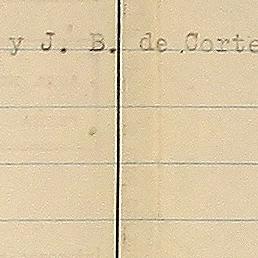 y J. B. de Corte